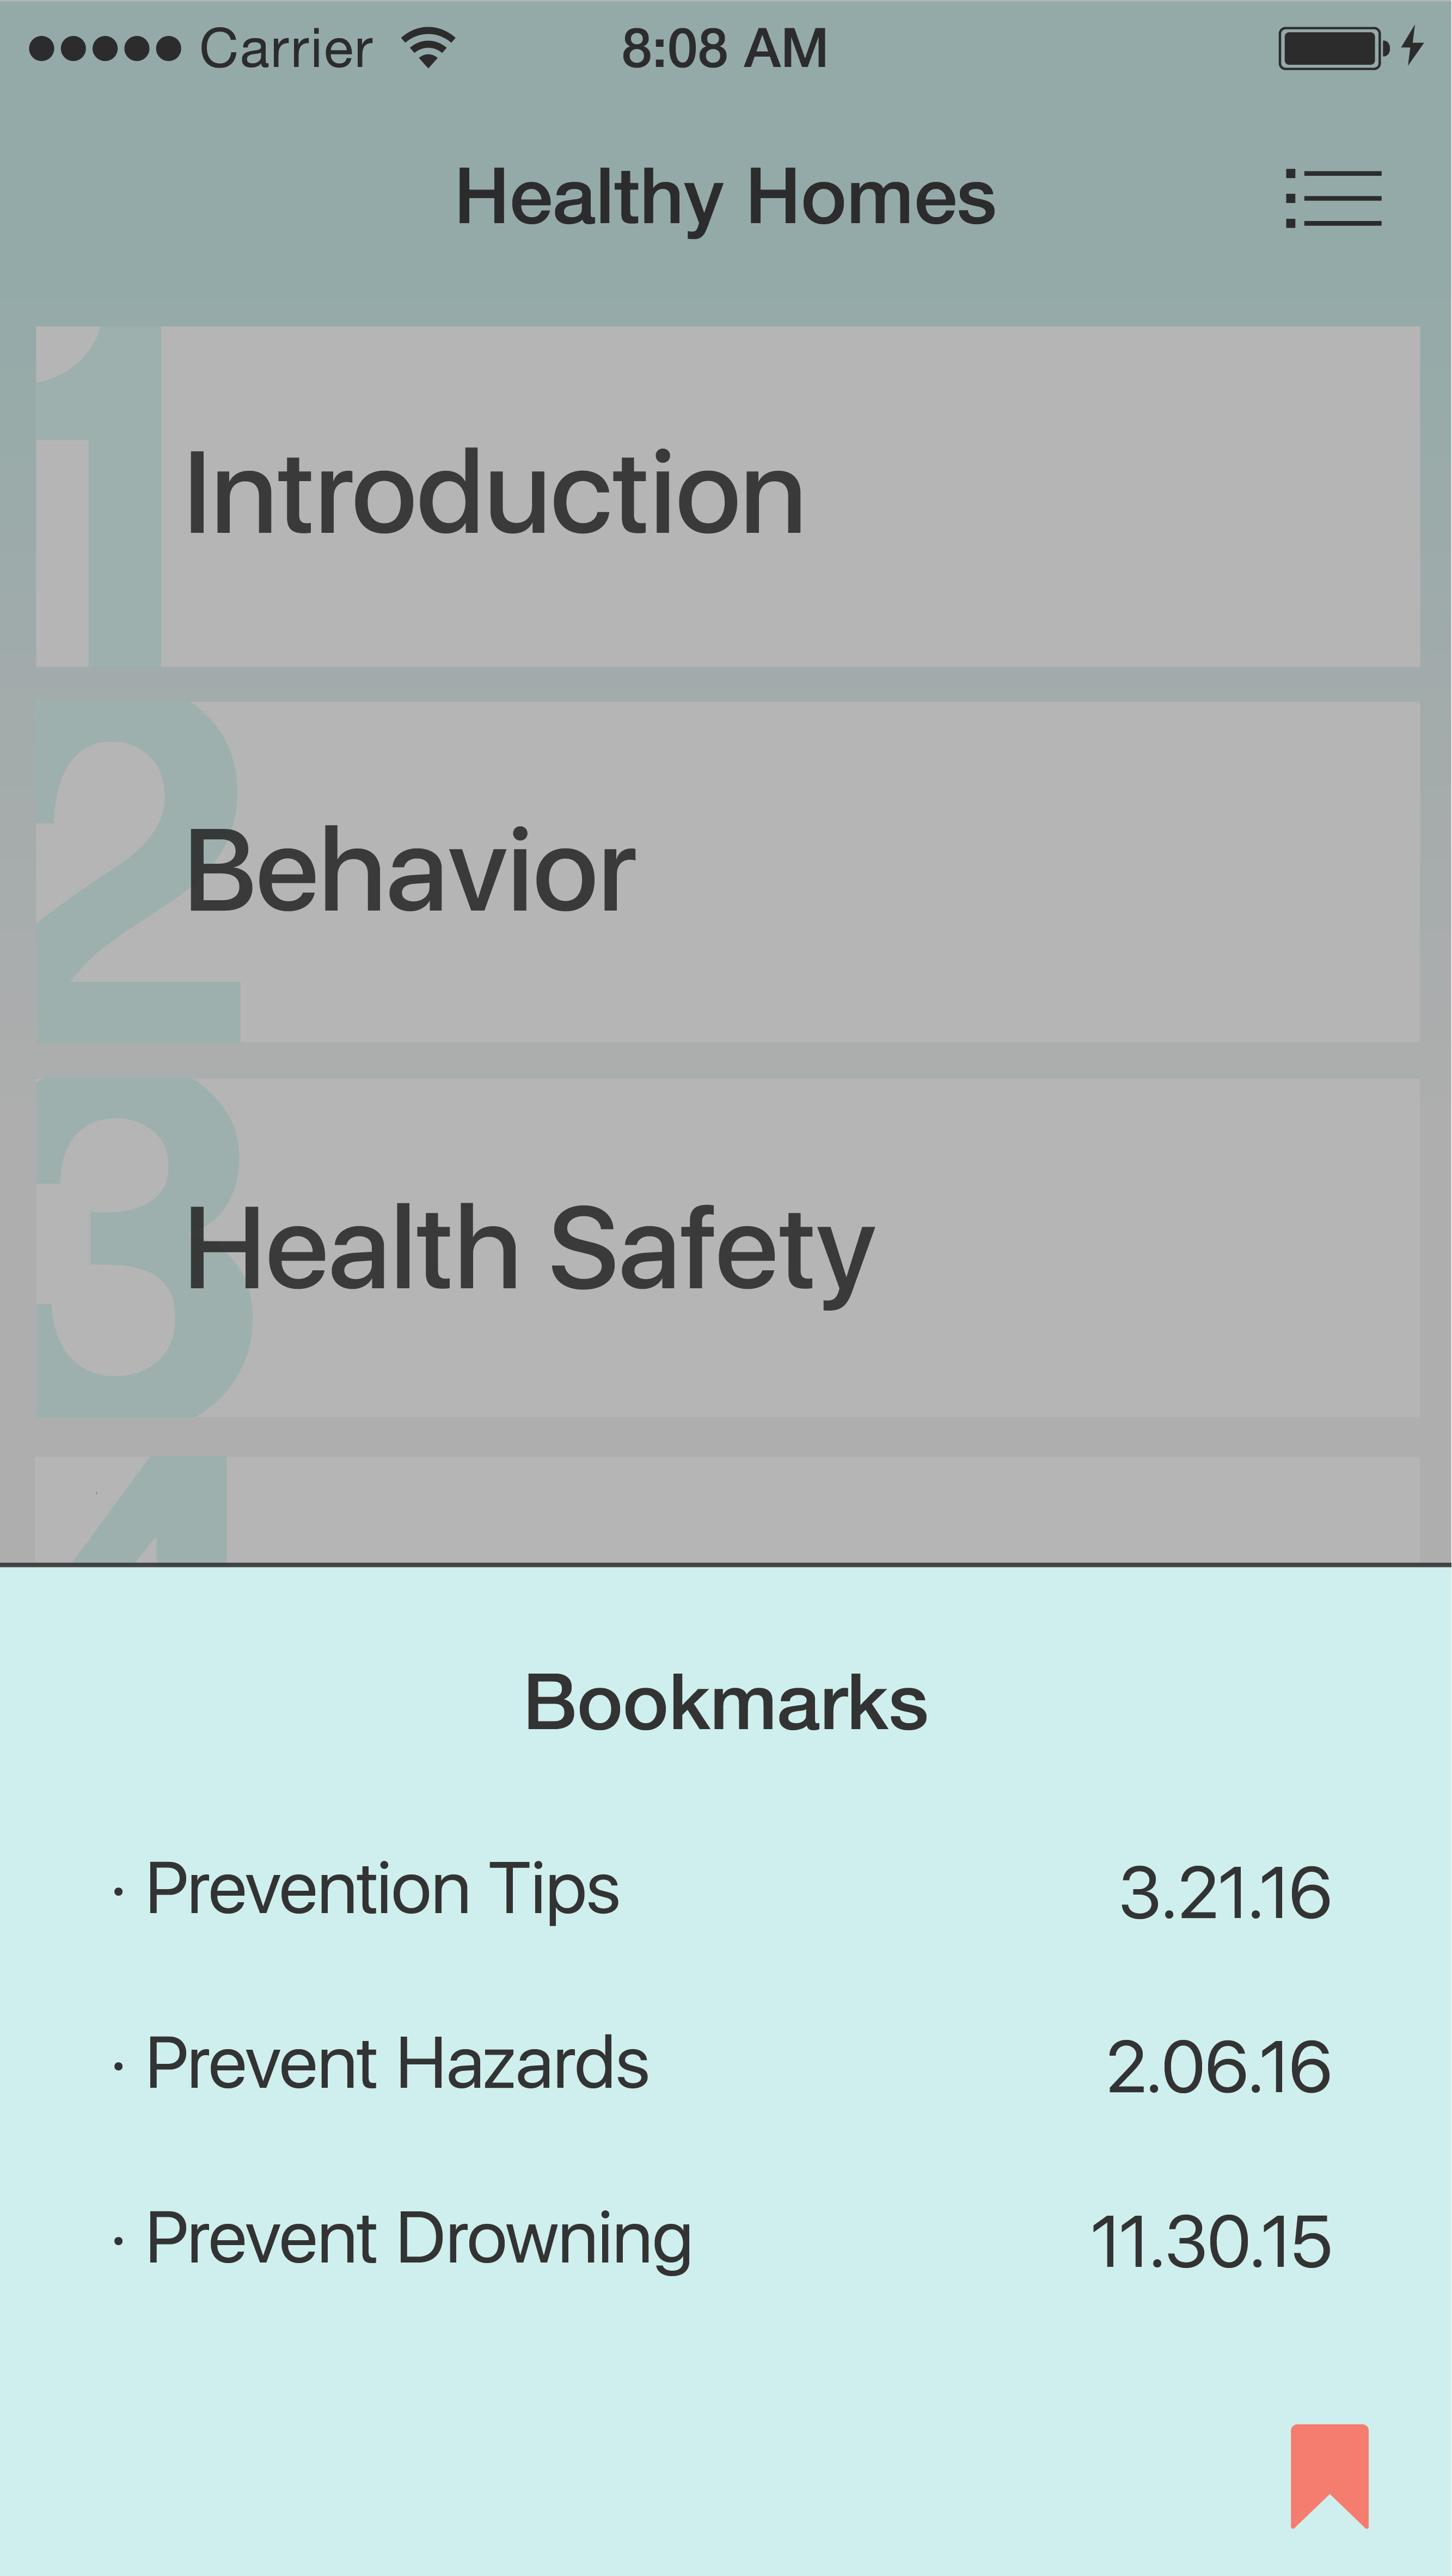 Carrier 8:08 AM
Healthy Homes
1 Introduction
2 Behavior
3 Health Safety
4
Bookmarks
· Prevention Tips 3.21.16
· Prevent Hazards 2.06.16
· Prevent Drowning 11.30.15